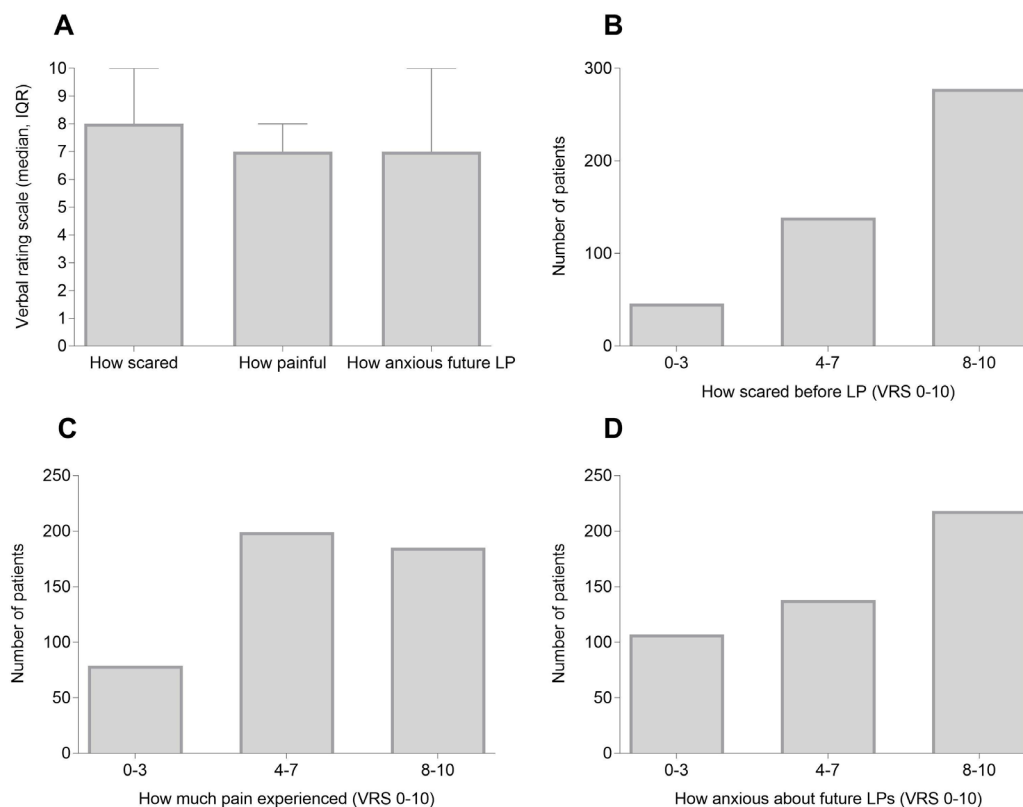 A
Verbal rating scale (median, IQR)
10
9
8
7
6
5
4
3
2
1
0
How scared
How painful
How anxious future LP
B
Number of patients
300
200
100
0
0-3
4-7
8-10
How scared before LP (VRS 0-10)
C
Number of patients
250
200
150
100
50
0
0-3
4-7
8-10
How much pain experienced (VRS 0-10)
D
Number of patients
250
200
150
100
50
0
0-3
4-7
8-10
How anxious about future LPs (VRS 0-10)